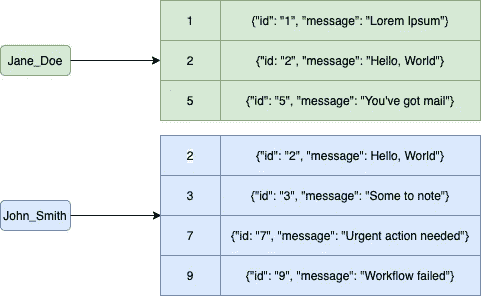 Jane_Doe
1 {"id": "1", "message": "Lorem Ipsum"}
2 {"id: "2", "message": "Hello, World"}
5 {"id": "5", "message": "You've got mail"}
John_Smith
2 {"id": "2", "message": Hello, World"}
3 {"id": "3", "message": "Some to note"}
7 {"id: "7", "message": "Urgent action needed"}
9 {"id": "9", "message": "Workflow failed"}